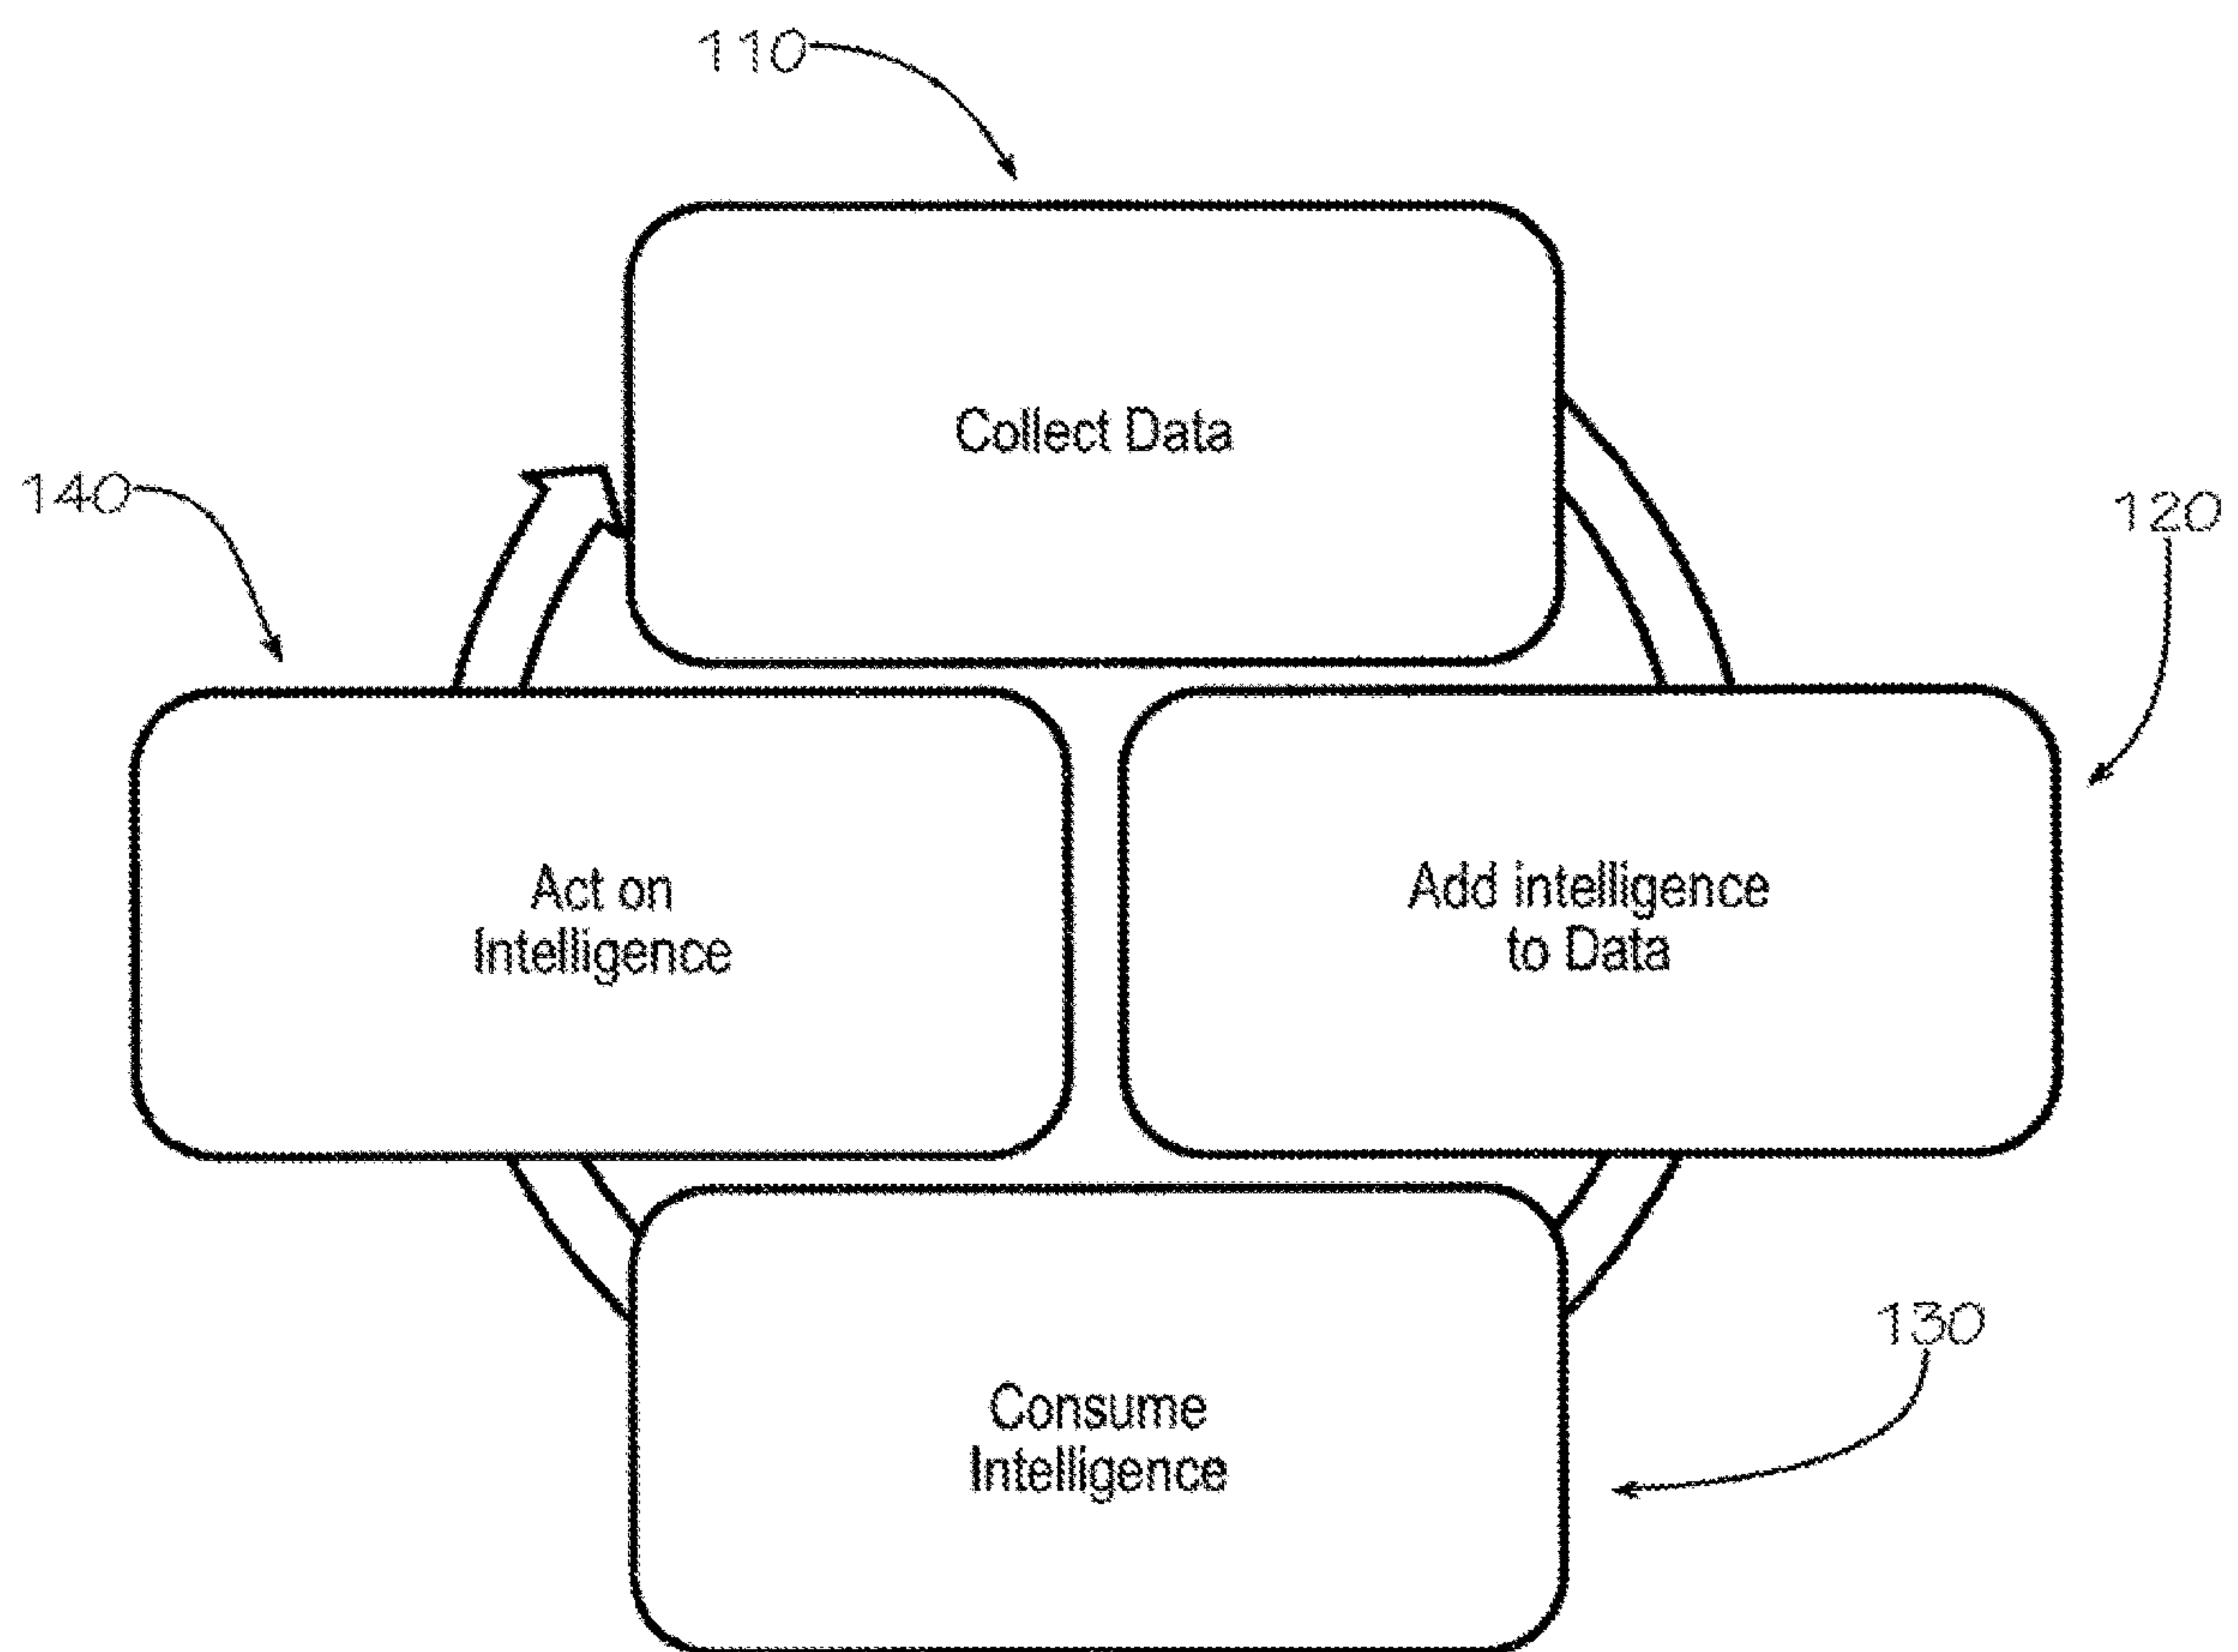 110
Collect Data
140
120
Act on
Intelligence
Add intelligence
to Data
130
Consume
Intelligence